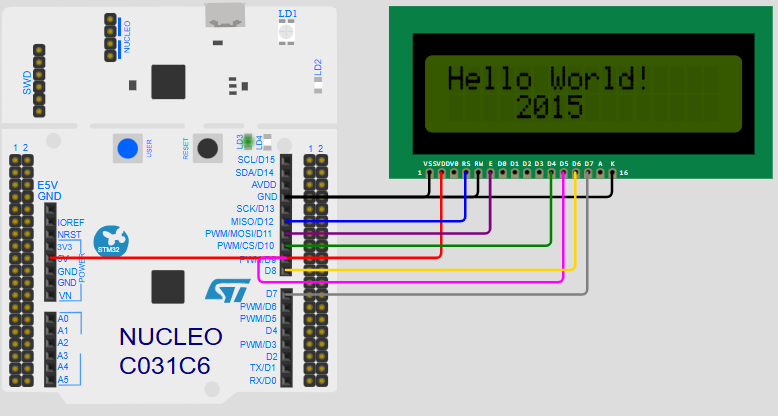 LD1
NUCLEO
SWD
LD2
USER
RESET
LD3
LD4
1 2
1 2
E5V
GND
IOREF
NRST
3V3
5V
GND
GND
VN
POWER
A0
A1
A2
A3
A4
A5
STM32
ST
NUCLEO
C031C6
SCL/D15
SDA/D14
AVDD
GND
SCK/D13
MISO/D12
PWM/MOSI/D11
PWM/CS/D10
PWM/D9
D8
D7
PWM/D6
PWM/D5
D4
PWM/D3
D2
TX/D1
RX/D0
Hello World!
2015
VSS VDD V0 RS RW E D0 D1 D2 D3 D4 D5 D6 D7 A K
1 16